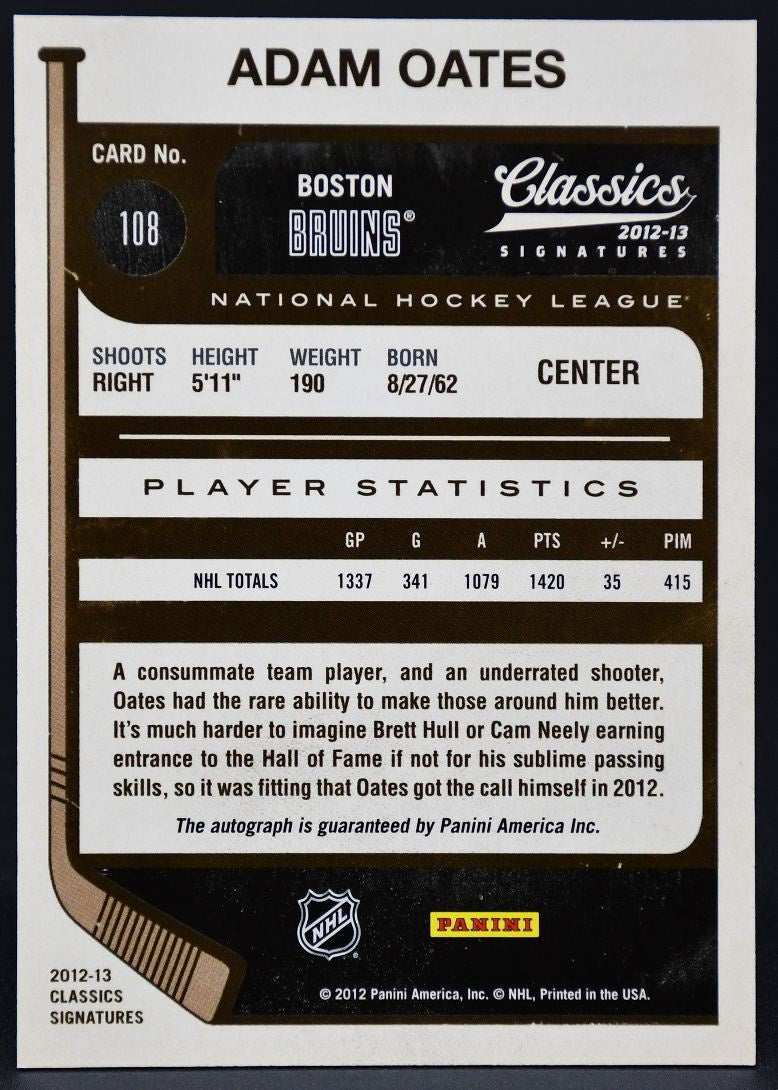 ADAM OATES
CARD No.
108
BOSTON
BRUINS®
Classics
2012-13
SIGNATURES
NATIONAL HOCKEY LEAGUE
SHOOTS HEIGHT WEIGHT BORN
RIGHT 5'11" 190 8/27/62
CENTER
PLAYER STATISTICS
GP G A PTS +/- PIM
NHL TOTALS 1337 341 1079 1420 35 415
A consummate team player, and an underrated shooter,
Oates had the rare ability to make those around him better.
It's much harder to imagine Brett Hull or Cam Neely earning
entrance to the Hall of Fame if not for his sublime passing
skills, so it was fitting that Oates got the call himself in 2012.
The autograph is guaranteed by Panini America Inc.
NHL
PANINI
2012-13
CLASSICS
SIGNATURES
© 2012 Panini America, Inc. © NHL, Printed in the USA.